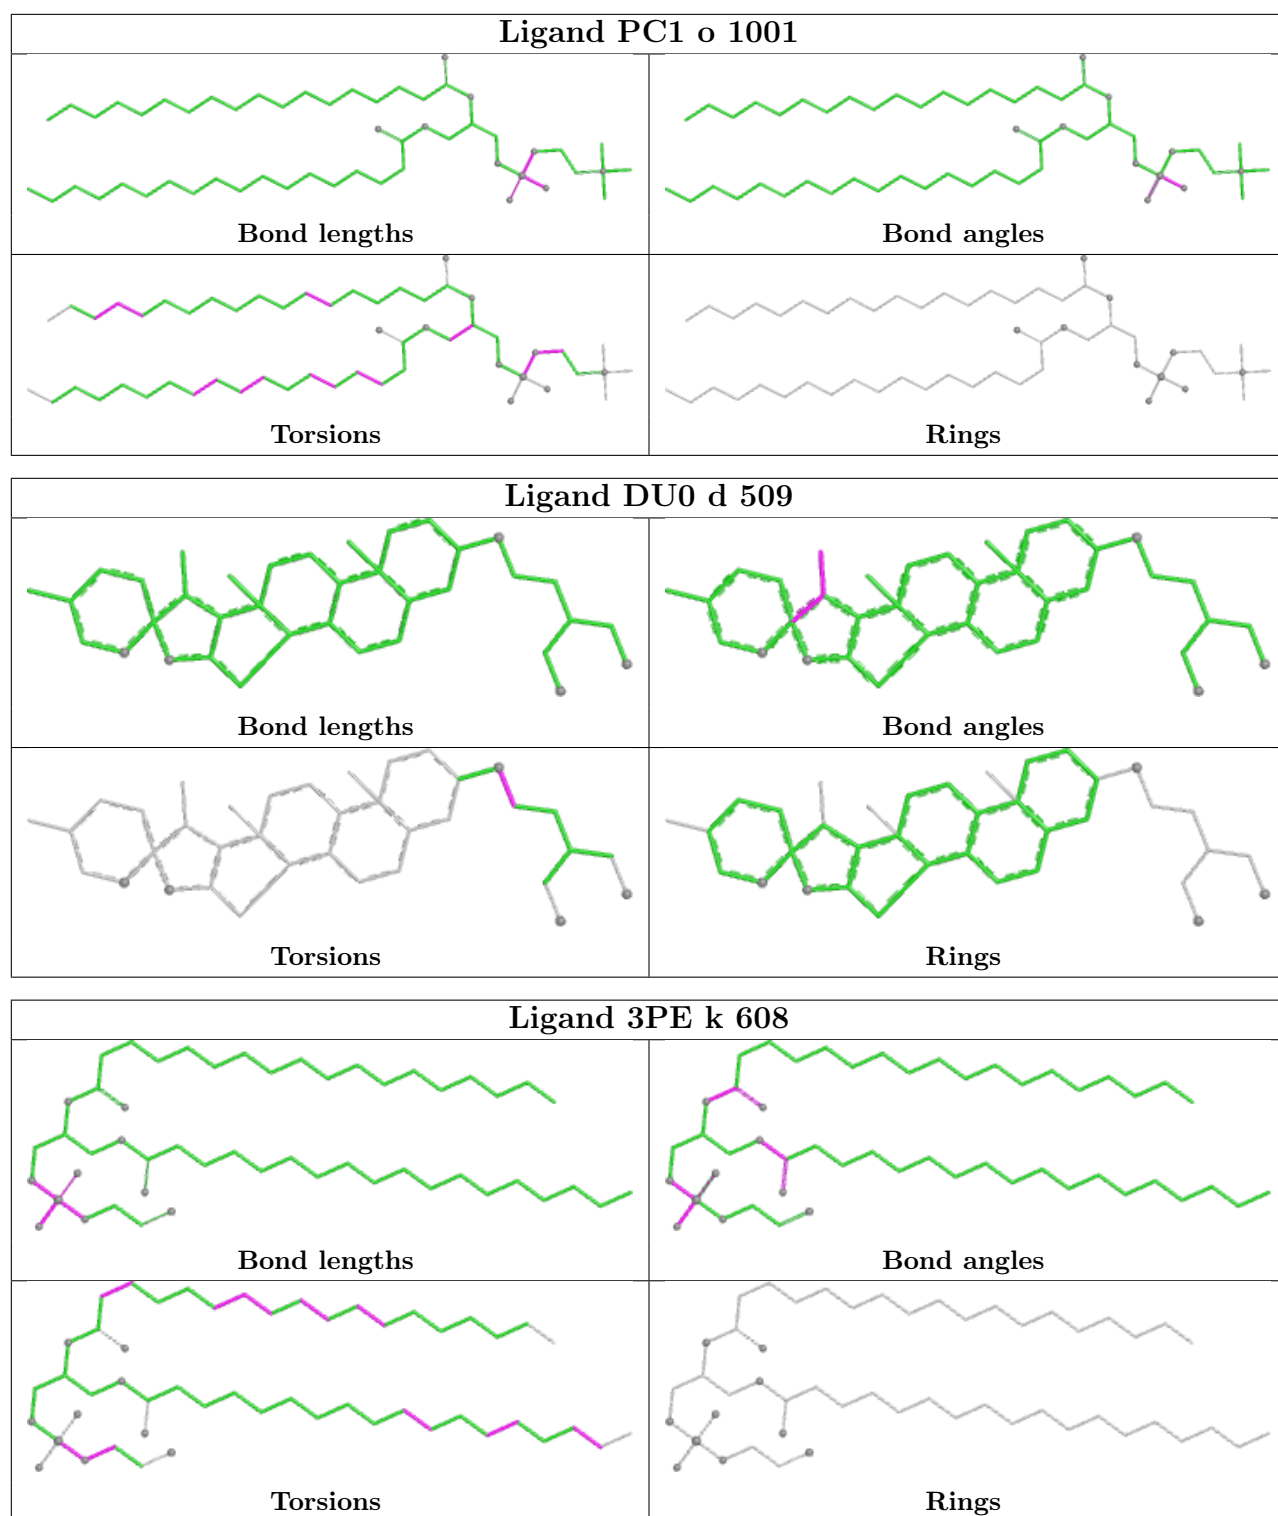 Ligand PC1 o 1001
Bond lengths
Bond angles
Torsions
Rings
Ligand DU0 d 509
Bond lengths
Bond angles
Torsions
Rings
Ligand 3PE k 608
Bond lengths
Bond angles
Torsions
Rings